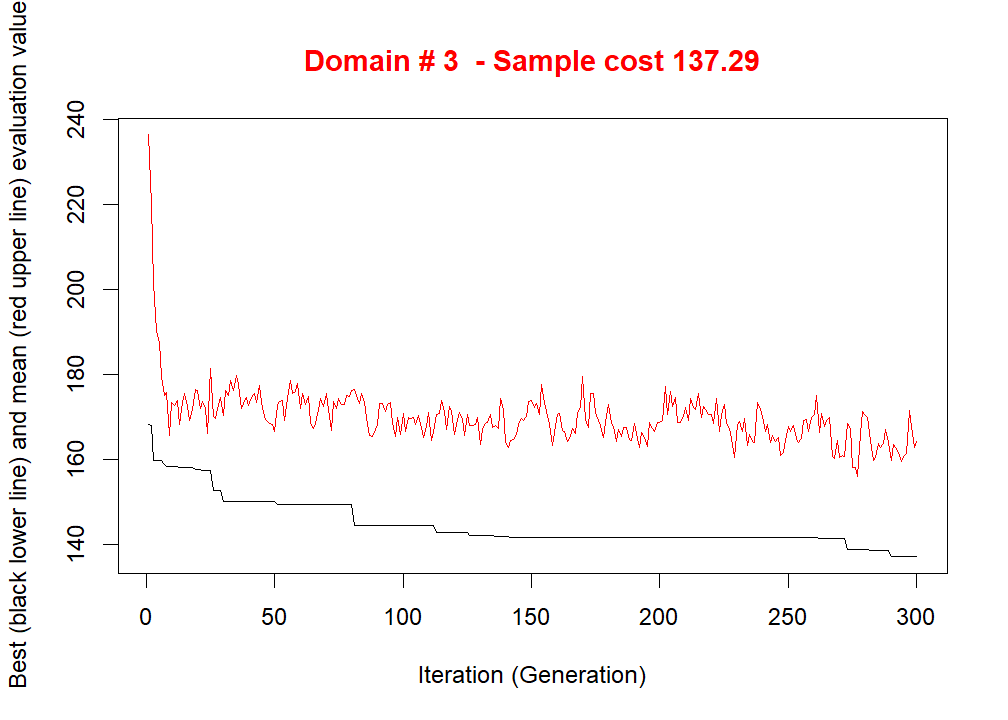 Domain # 3  - Sample cost 137.29
Best (black lower line) and mean (red upper line) evaluation value
240
220
200
180
160
140
0 50 100 150 200 250 300
Iteration (Generation)